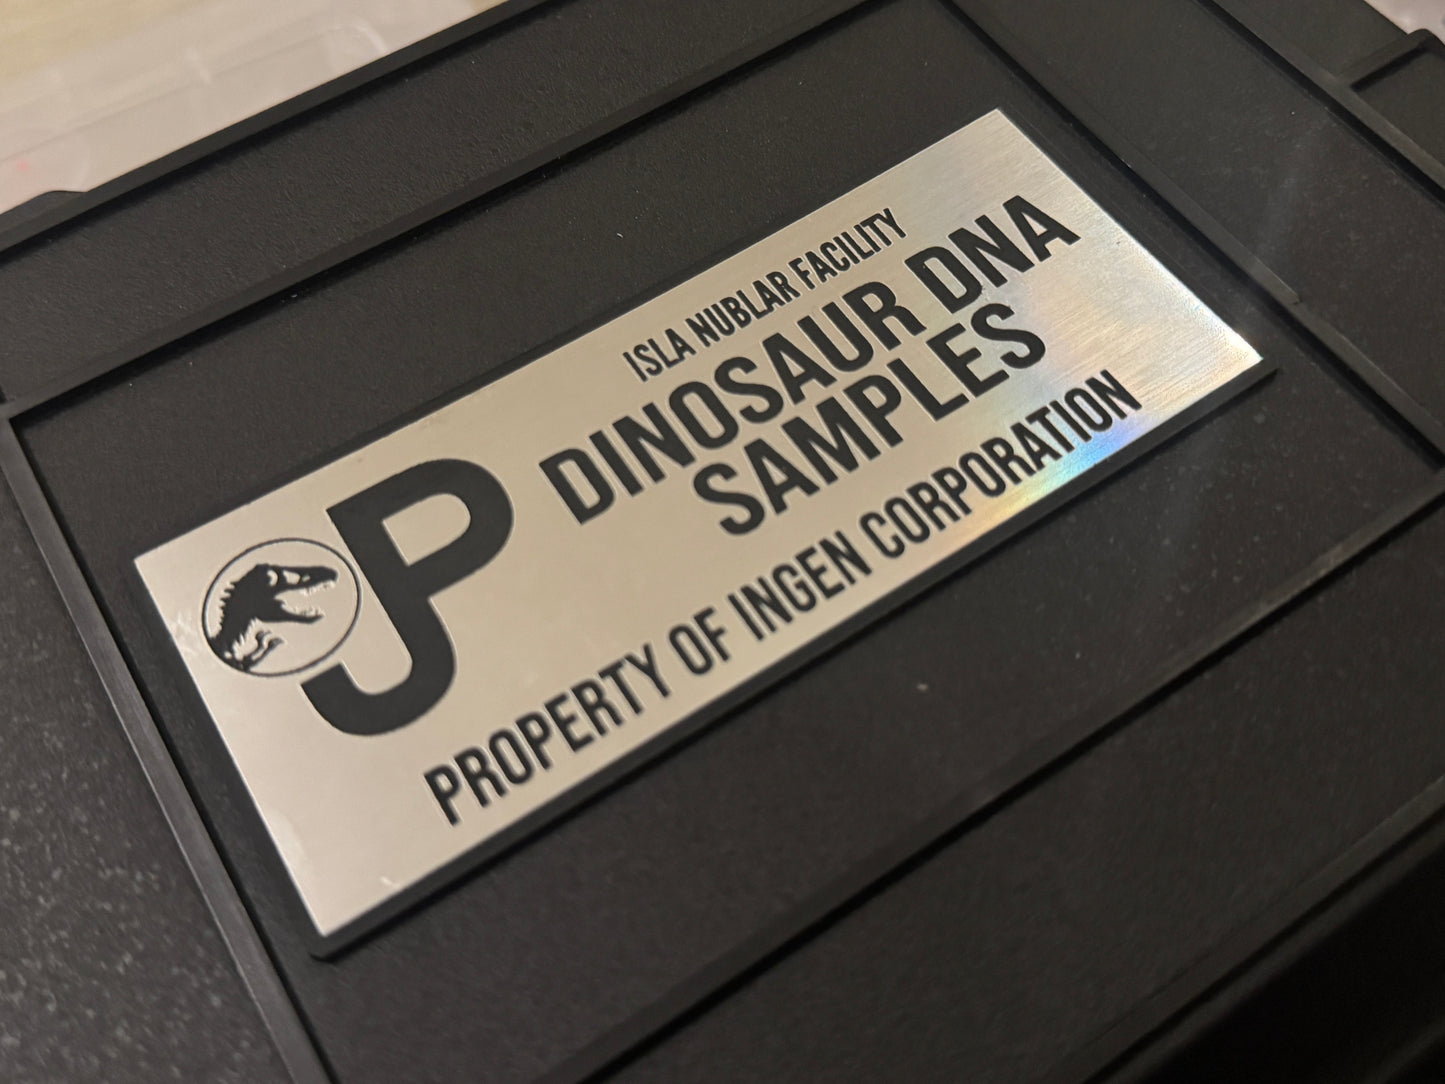 ISLA NUBLAR FACILITY
DINOSAUR DNA
SAMPLES
JP
PROPERTY OF INGEN CORPORATION